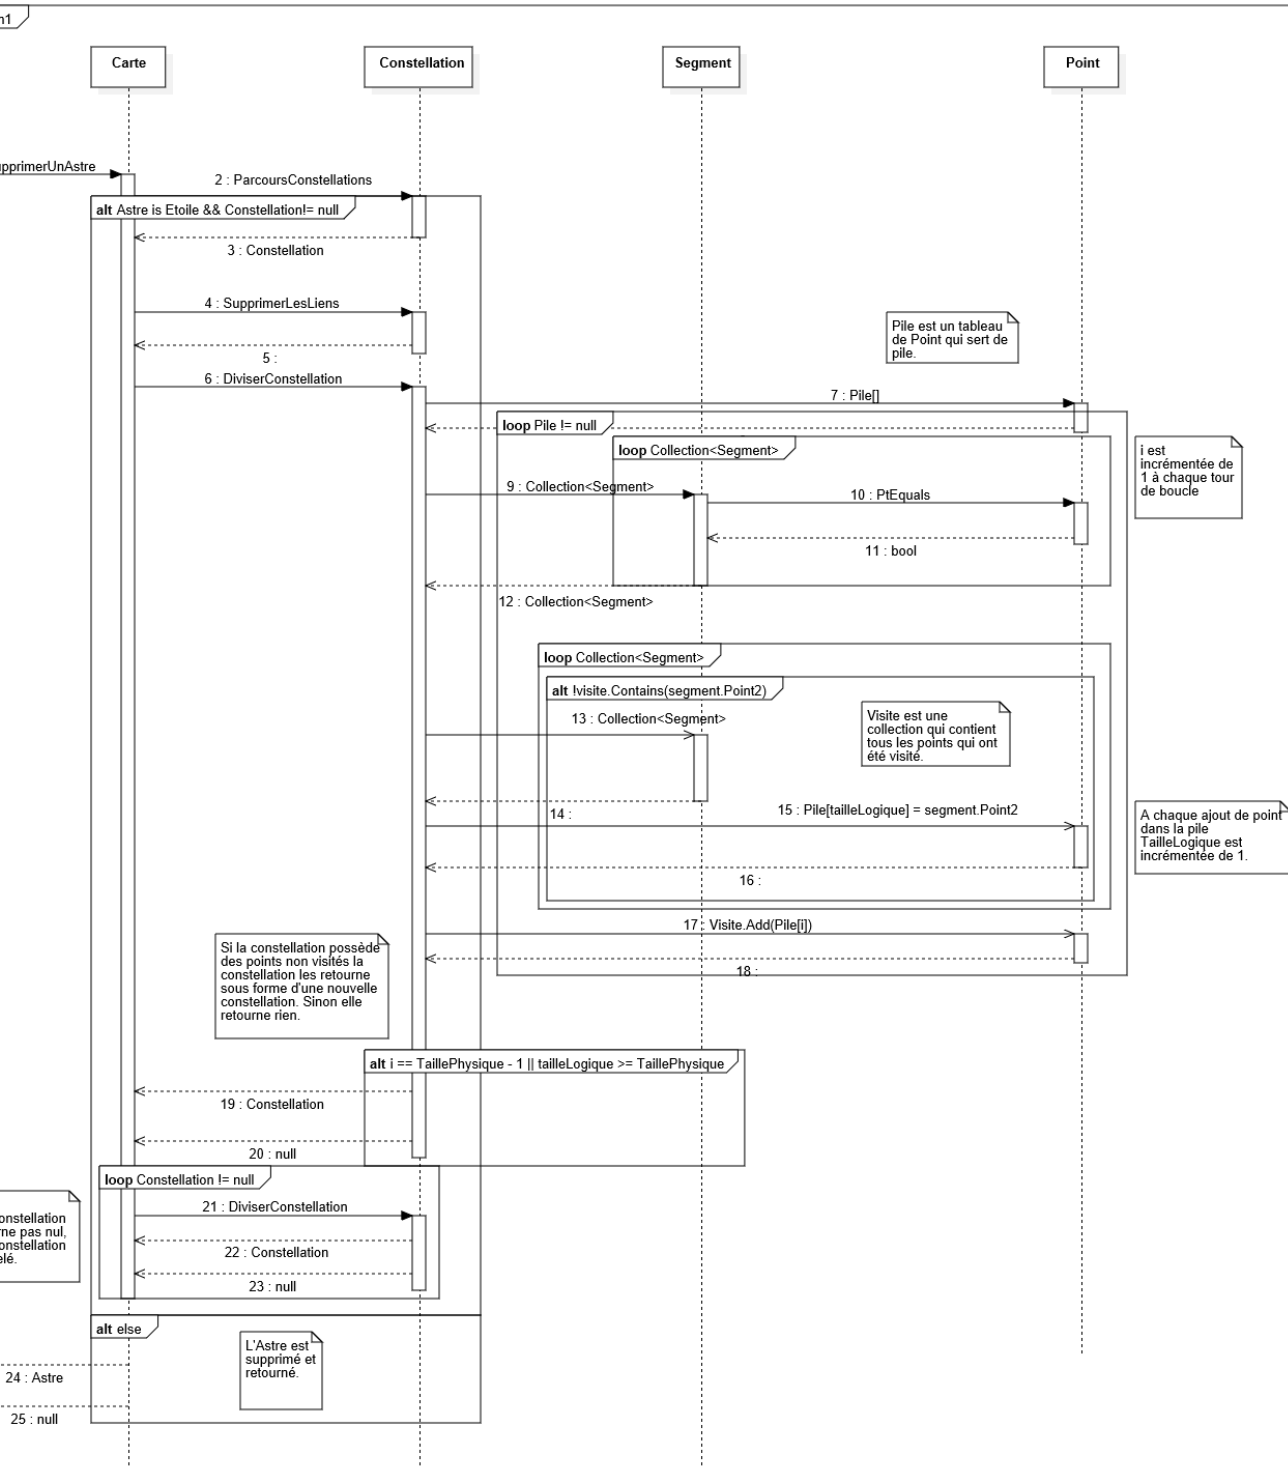 n1
Carte
Constellation
Segment
Point
upprimerUnAstre
2 : ParcoursConstellations
alt Astre is Etoile && Constellation!= null
3 : Constellation
4 : SupprimerLesLiens
Pile est un tableau
de Point qui sert de
pile.
5 :
6 : DiviserConstellation
7 : Pile[]
loop Pile != null
loop Collection<Segment>
i est
incrémentée de
1 à chaque tour
de boucle
9 : Collection<Segment>
10 : PtEquals
11 : bool
12 : Collection<Segment>
loop Collection<Segment>
alt !visite.Contains(segment.Point2)
13 : Collection<Segment>
Visite est une
collection qui contient
tous les points qui ont
été visité.
14 :
15 : Pile[tailleLogique] = segment.Point2
A chaque ajout de point
dans la pile
TailleLogique est
incrémentée de 1.
16 :
17 : Visite.Add(Pile[i])
18 :
Si la constellation possède
des points non visités la
constellation les retourne
sous forme d'une nouvelle
constellation. Sinon elle
retourne rien.
alt i == TaillePhysique - 1 || tailleLogique >= TaillePhysique
19 : Constellation
20 : null
loop Constellation != null
21 : DiviserConstellation
onstellation
rne pas nul,
onstellation
elé.
22 : Constellation
23 : null
alt else
L'Astre est
supprimé et
retourné.
24 : Astre
25 : null